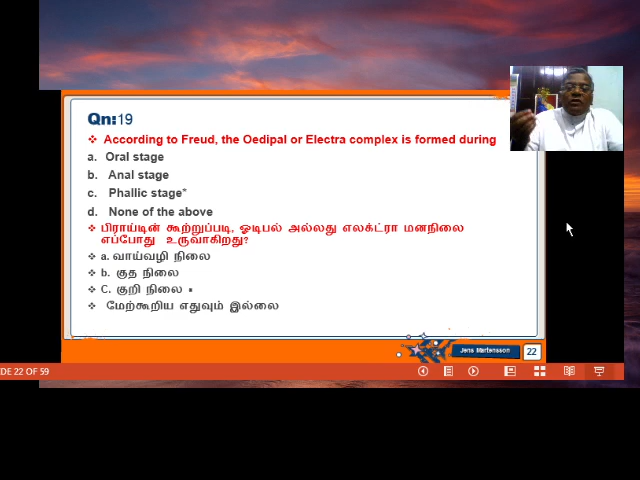 Qn:19
❖ According to Freud, the Oedipal or Electra complex is formed during
a. Oral stage
b. Anal stage
c. Phallic stage*
d. None of the above
❖ பிராய்டின் கூற்றுப்படி, ஓடிபல் அல்லது எலக்ட்ரா மனநிலை
எப்போது உருவாகிறது?
❖ a. வாய்வழி நிலை
❖ b. குத நிலை
❖ C. குறி நிலை *
❖ மேற்கூறிய எதுவும் இல்லை
Jens Martensson
22
DE 22 OF 59